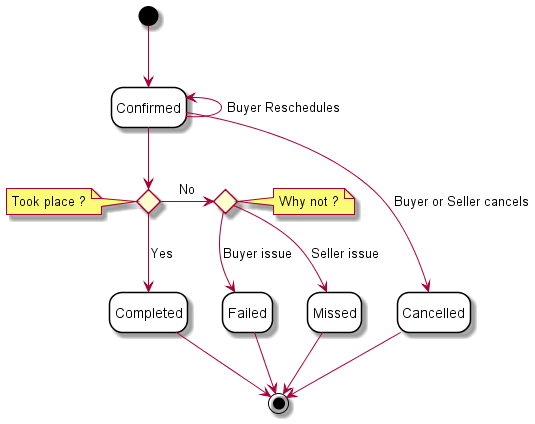 Confirmed
Buyer Reschedules
Took place ?
No
Why not ?
Buyer or Seller cancels
Yes
Buyer issue
Seller issue
Completed
Failed
Missed
Cancelled